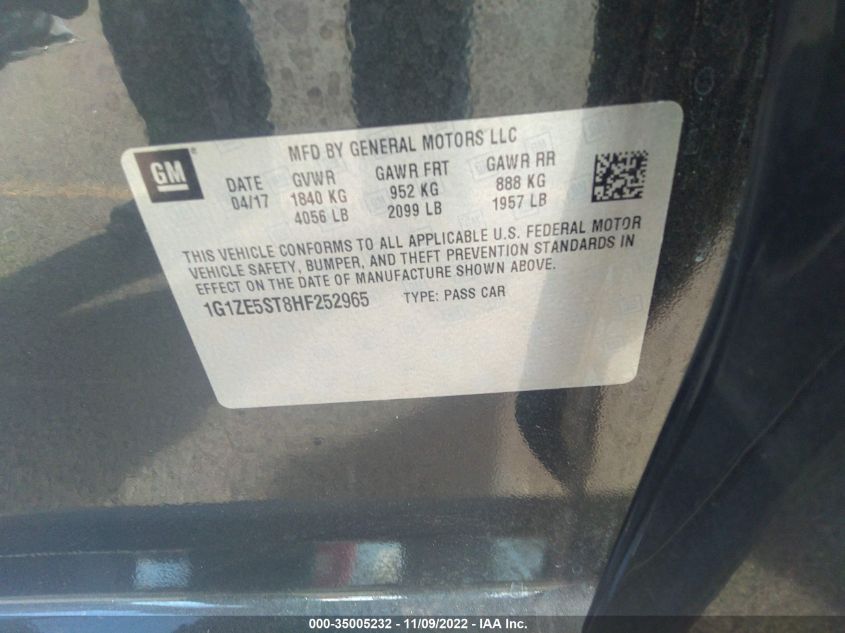 GM
MFD BY GENERAL MOTORS LLC
DATE GVWR GAWR FRT GAWR RR
04/17 1840 KG 952 KG 888 KG
4056 LB 2099 LB 1957 LB
THIS VEHICLE CONFORMS TO ALL APPLICABLE U.S. FEDERAL MOTOR
VEHICLE SAFETY, BUMPER, AND THEFT PREVENTION STANDARDS IN
EFFECT ON THE DATE OF MANUFACTURE SHOWN ABOVE.
1G1ZE5ST8HF252965 TYPE: PASS CAR
000-35005232 - 11/09/2022 - IAA Inc.